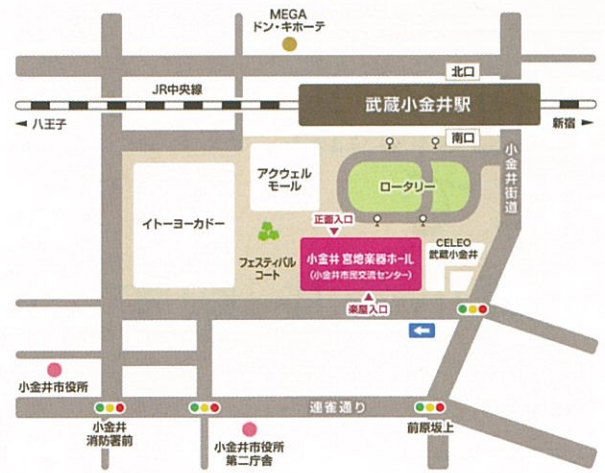 MEGA
ドン・キホーテ
北口
JR中央線
武蔵小金井駅
八王子
新宿
南口
小金井街道
アクウェル
モール
ロータリー
イトーヨーカドー
正面入口
CELEO
武蔵小金井
小金井 宮地楽器ホール
(小金井市民交流センター)
フェスティバル
コート
楽屋入口
小金井市役所
連雀通り
小金井
消防署前
前原坂上
小金井市役所
第二庁舎